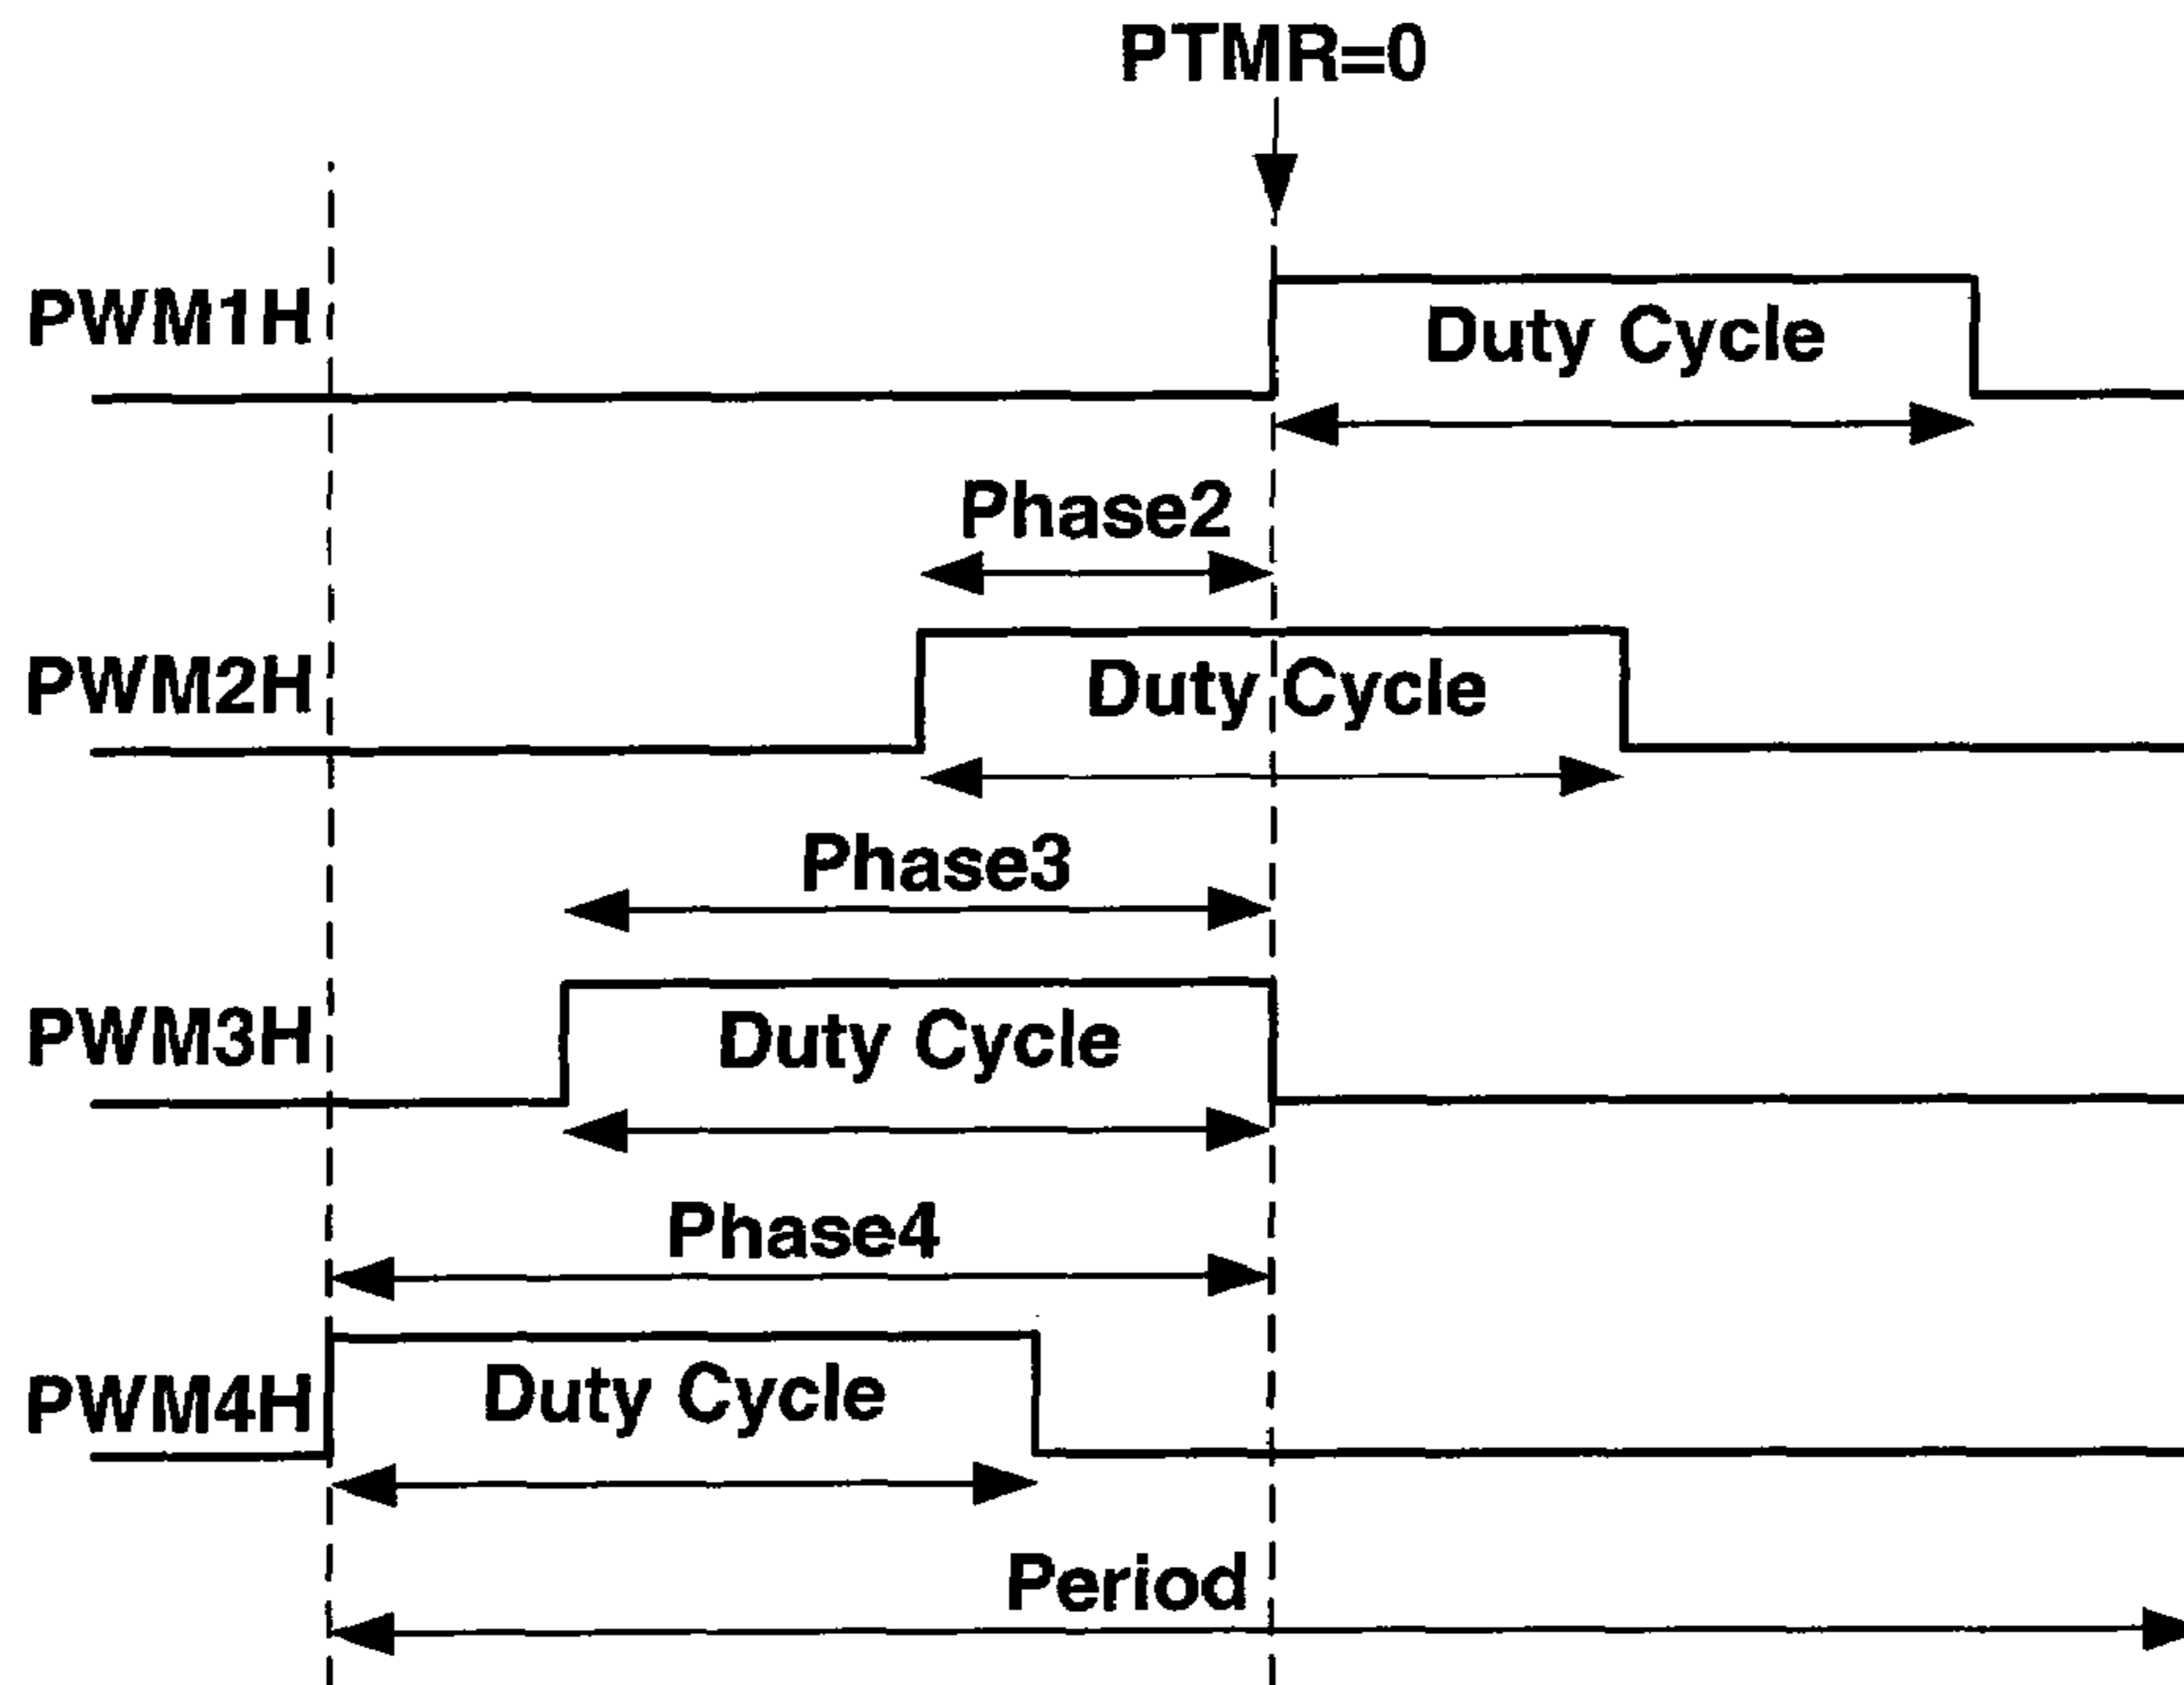 PTMR=0
PWM1H
Duty Cycle
Phase2
PWM2H
Duty Cycle
Phase3
PWM3H
Duty Cycle
Phase4
PWM4H
Duty Cycle
Period